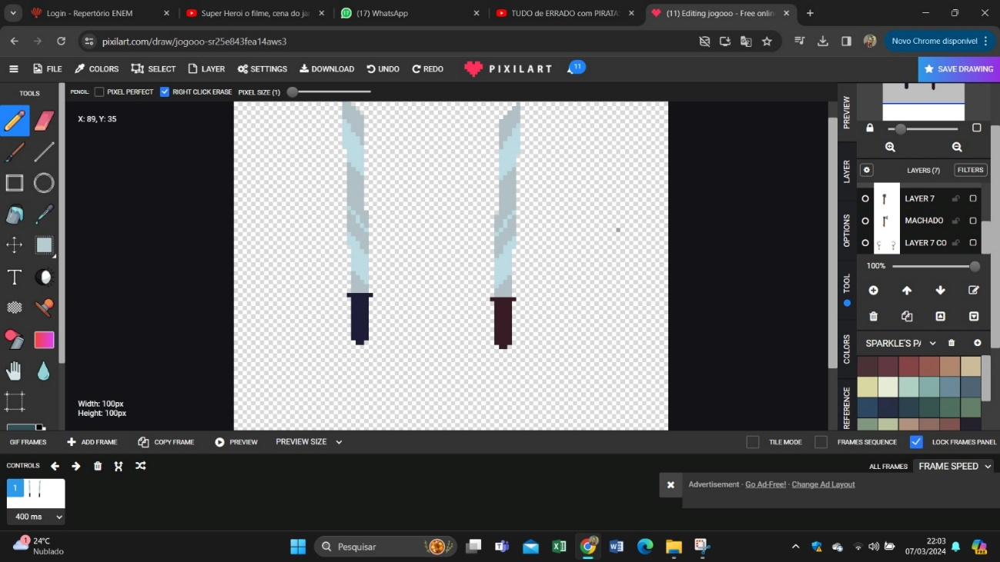 Login - Repertório ENEM
Super Heroi o filme, cena do ja
(17) WhatsApp
TUDO de ERRADO com PIRATA
(11) Editing jogooo - Free onlin
pixilart.com/draw/jogooo-sr25e843fea14aws3
Novo Chrome disponível
FILE COLORS SELECT LAYER SETTINGS DOWNLOAD UNDO REDO PIXILART 11 SAVE DRAWING
TOOLS
PENCIL: PIXEL PERFECT RIGHT CLICK ERASE PIXEL SIZE (1)
X: 89, Y: 35
PREVIEW
LAYER
OPTIONS
TOOL
COLORS
REFERENCE
LAYERS (7) FILTERS
LAYER 7
MACHADO
LAYER 7 CO
100%
SPARKLE'S P
Width: 100px
Height: 100px
GIF FRAMES ADD FRAME COPY FRAME PREVIEW PREVIEW SIZE TILE MODE FRAMES SEQUENCE LOCK FRAMES PANEL
CONTROLS ALL FRAMES FRAME SPEED
1
400 ms
Advertisement · Go Ad-Free! · Change Ad Layout
1
24°C
Nublado
Pesquisar
22:03
07/03/2024